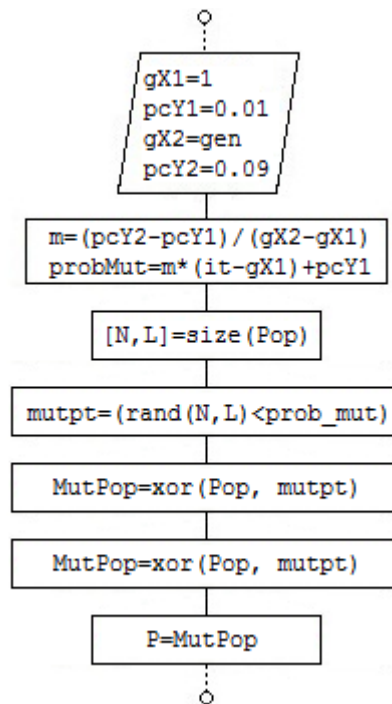 gX1=1
pcY1=0.01
gX2=gen
pcY2=0.09
m=(pcY2-pcY1)/(gX2-gX1)
probMut=m*(it-gX1)+pcY1
[N,L]=size(Pop)
mutpt=(rand(N,L)<prob_mut)
MutPop=xor(Pop, mutpt)
MutPop=xor(Pop, mutpt)
P=MutPop